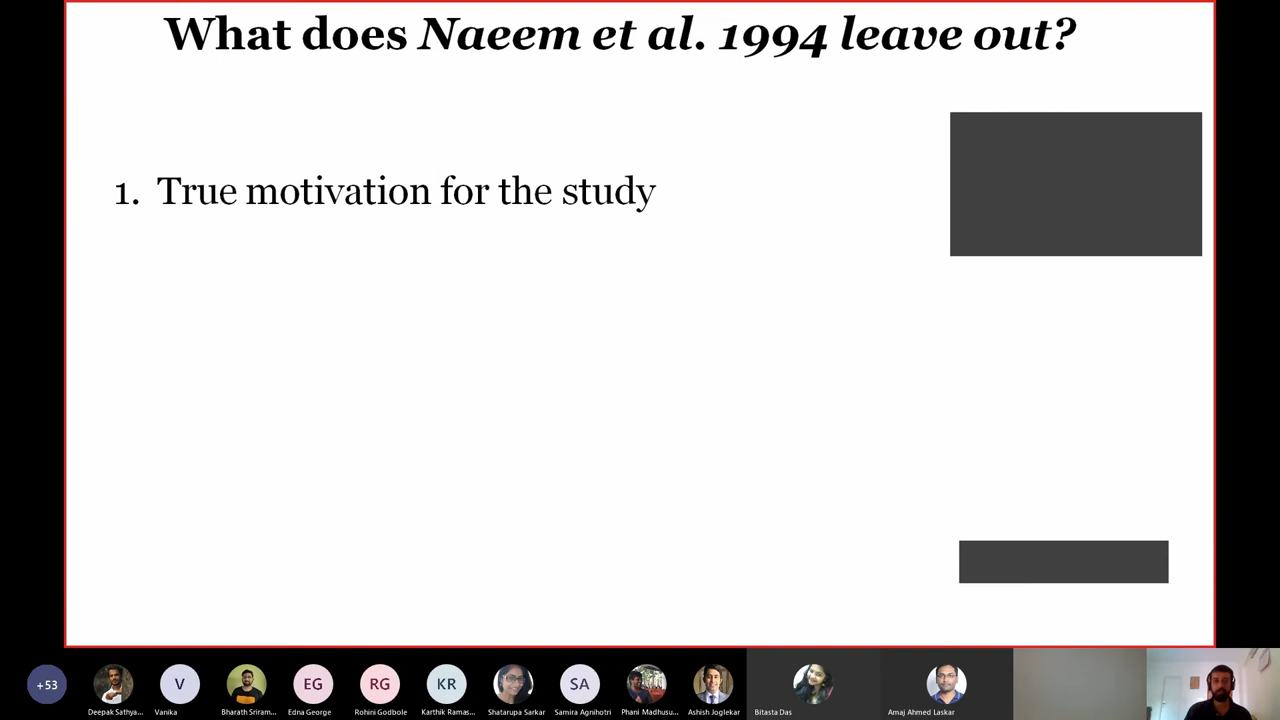 What does Naeem et al. 1994 leave out?
1. True motivation for the study
+53
Deepak Sathya...
V
Vanika
Bharath Sriram...
EG
Edna George
RG
Rohini Godbole
KR
Karthik Ramas...
Shatarupa Sarkar
SA
Samira Agnihotri
Phani Madhusu...
Ashish Joglekar
Bitasta Das
Amaj Ahmed Laskar